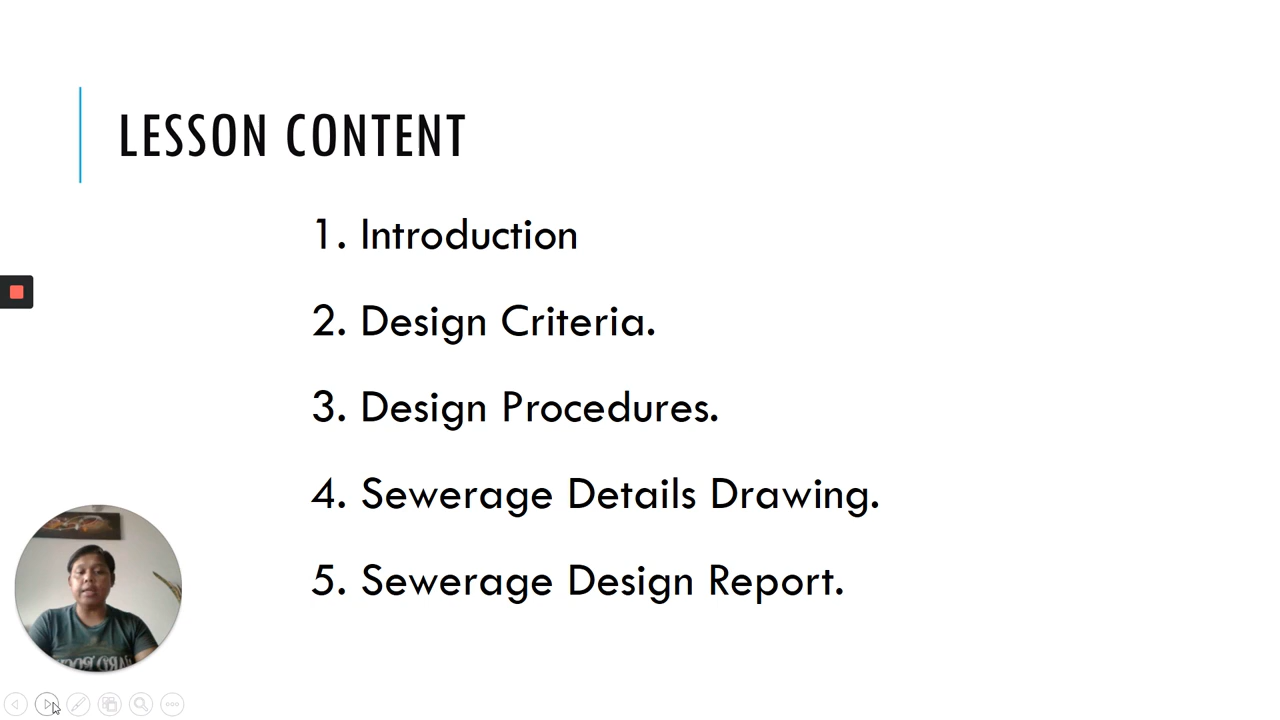 LESSON CONTENT
1. Introduction
2. Design Criteria.
3. Design Procedures.
4. Sewerage Details Drawing.
5. Sewerage Design Report.